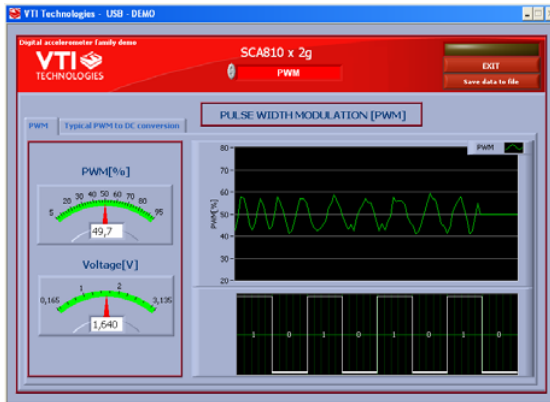 VTI Technologies - USB - DEMO
Digital accelerometer family demo
VTI
TECHNOLOGIES
SCA810 x 2g
PWM
EXIT
Save data to file
PWM
Typical PWM to DC conversion
PULSE WIDTH MODULATION [PWM]
PWM[%]
5 20 30 40 50 60 70 80 95
49,7
Voltage[V]
0,165 1 2 3,135
1,640
PWM
PWM[%]
80
70
60
50
40
30
20
1 0 1 0 1 0 1 0